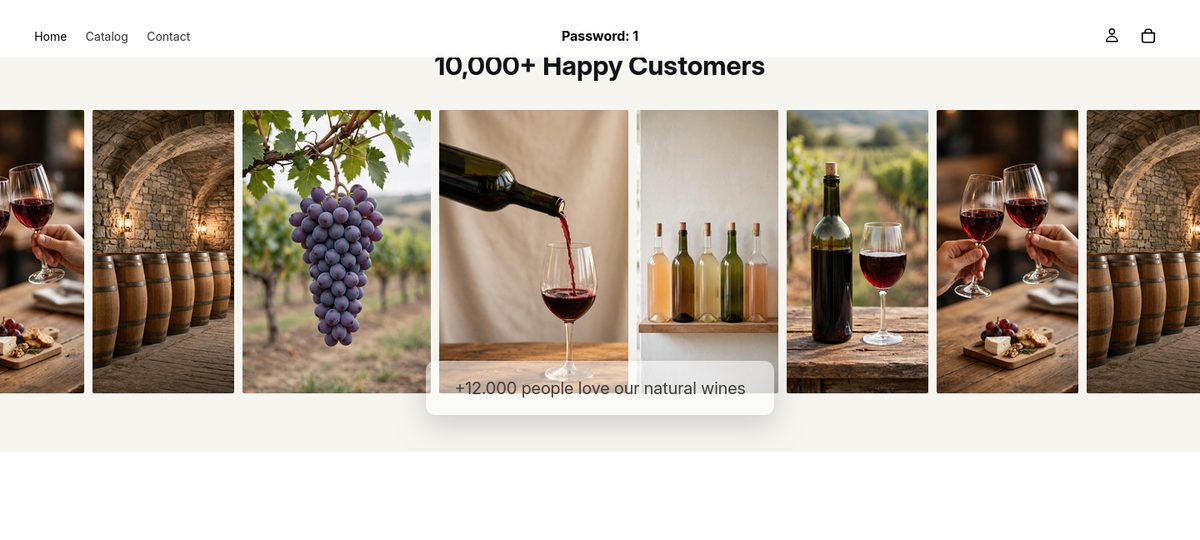 Home Catalog Contact Password: 1
10,000+ Happy Customers
+12.000 people love our natural wines